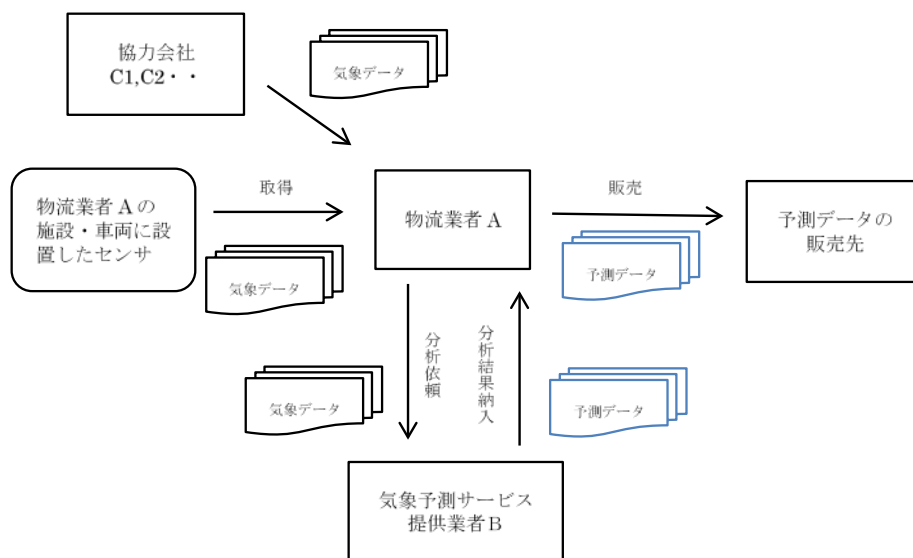 協力会社
C1,C2・・
気象データ
物流業者Aの
施設・車両に設
置したセンサ
取得
気象データ
物流業者A
販売
予測データ
予測データの
販売先
分析依頼
気象データ
分析結果納入
予測データ
気象予測サービス
提供業者B